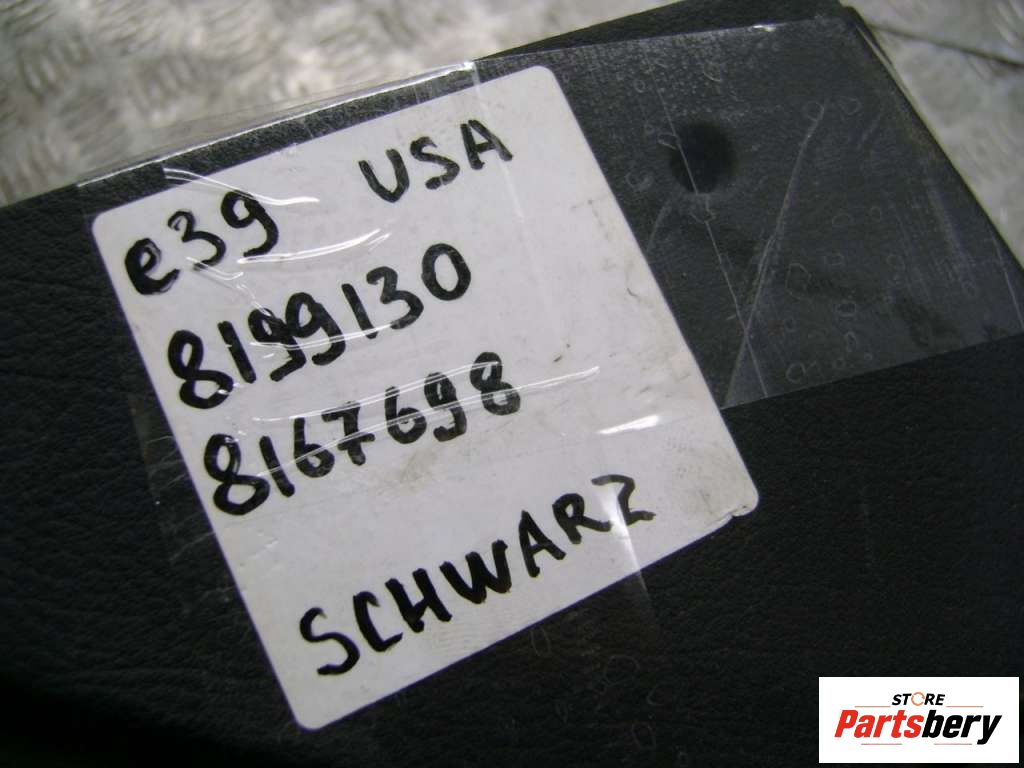 e39 USA
8199130
8167698
SCHWARZ
STORE
Partsbery